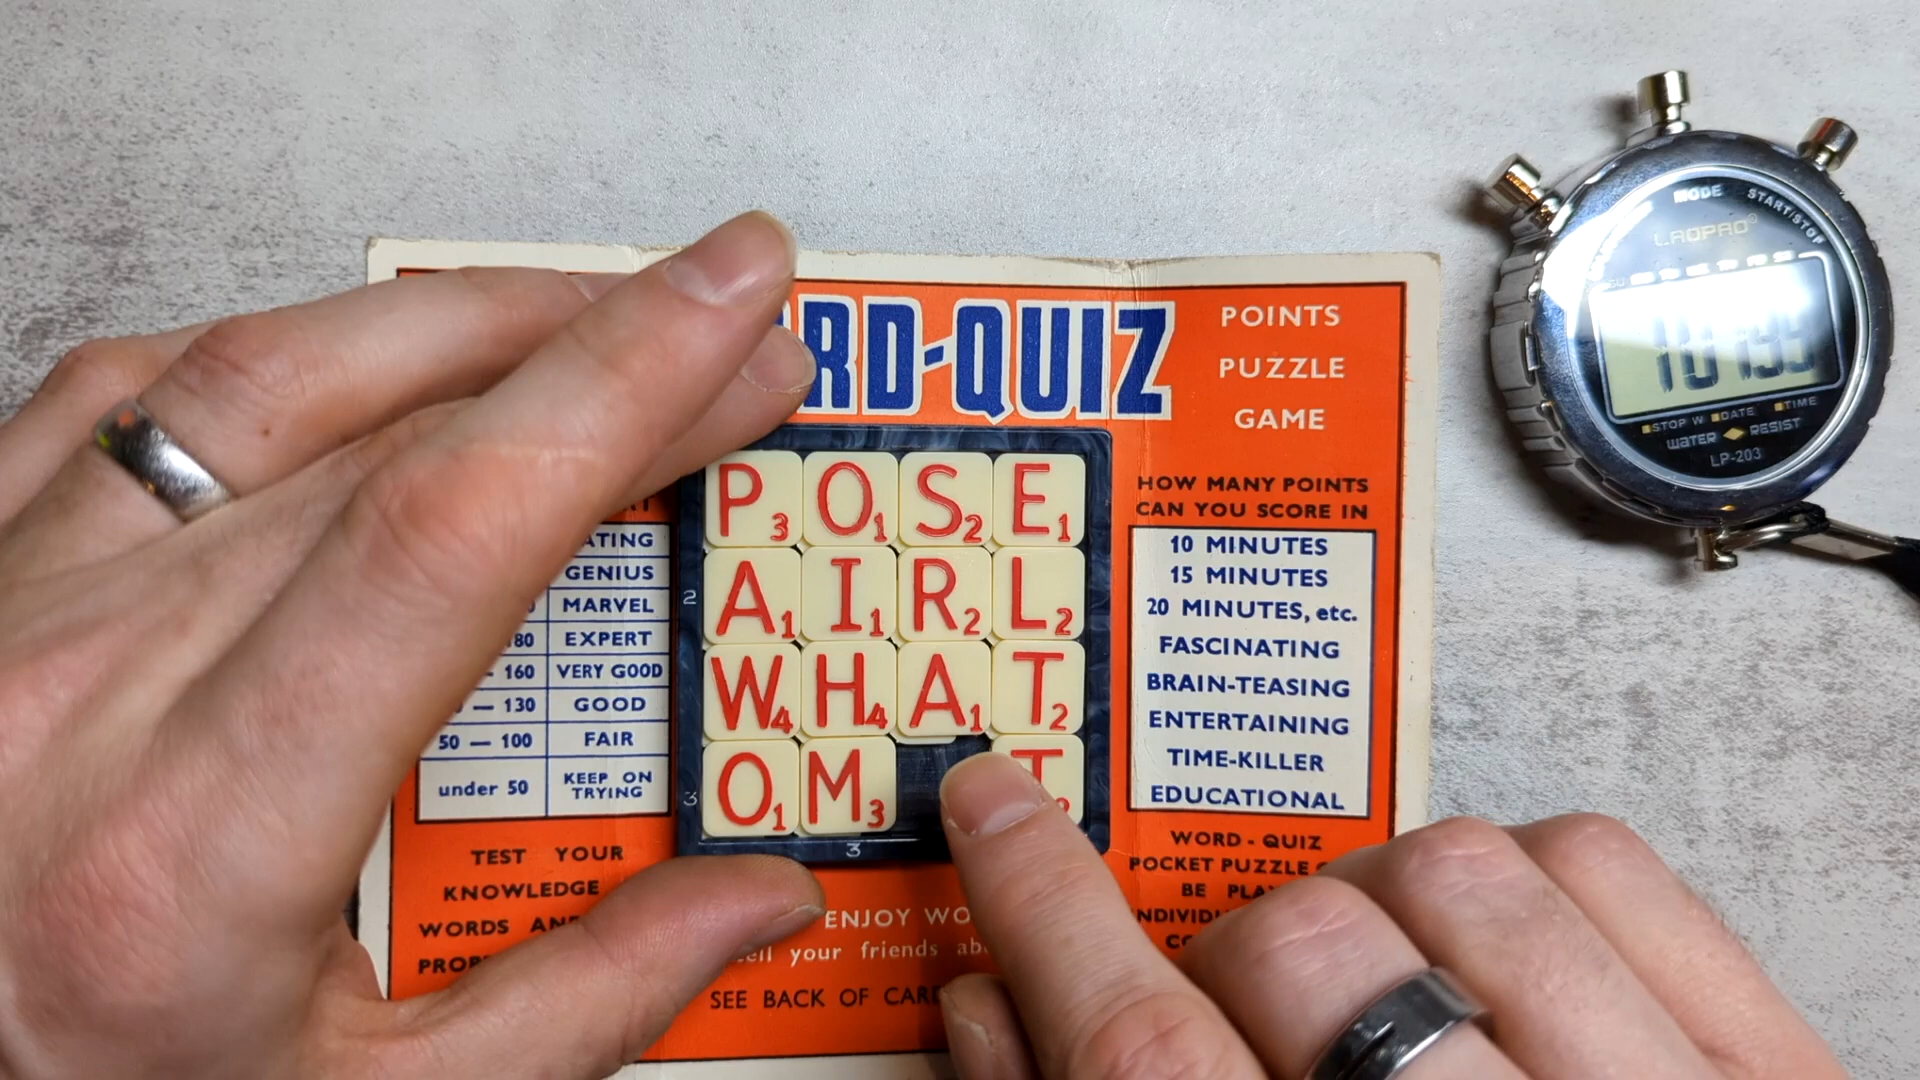 RD-QUIZ
POINTS
PUZZLE
GAME
ATING
GENIUS
MARVEL
180 EXPERT
- 160 VERY GOOD
— 130 GOOD
50 — 100 FAIR
under 50 KEEP ON TRYING
TEST YOUR
KNOWLEDGE
WORDS
P3 O1 S2 E1
2 A1 I1 R2 L2
W4 H4 A1 T2
3 O1 M3 T
3
ENJOY
your friends
SEE BACK OF CARD
HOW MANY POINTS
CAN YOU SCORE IN
10 MINUTES
15 MINUTES
20 MINUTES, etc.
FASCINATING
BRAIN-TEASING
ENTERTAINING
TIME-KILLER
EDUCATIONAL
WORD - QUIZ
POCKET PUZZLE
BE
MODE
START/STOP
LAOPAO®
STOP W DATE TIME
WATER RESIST
LP-203